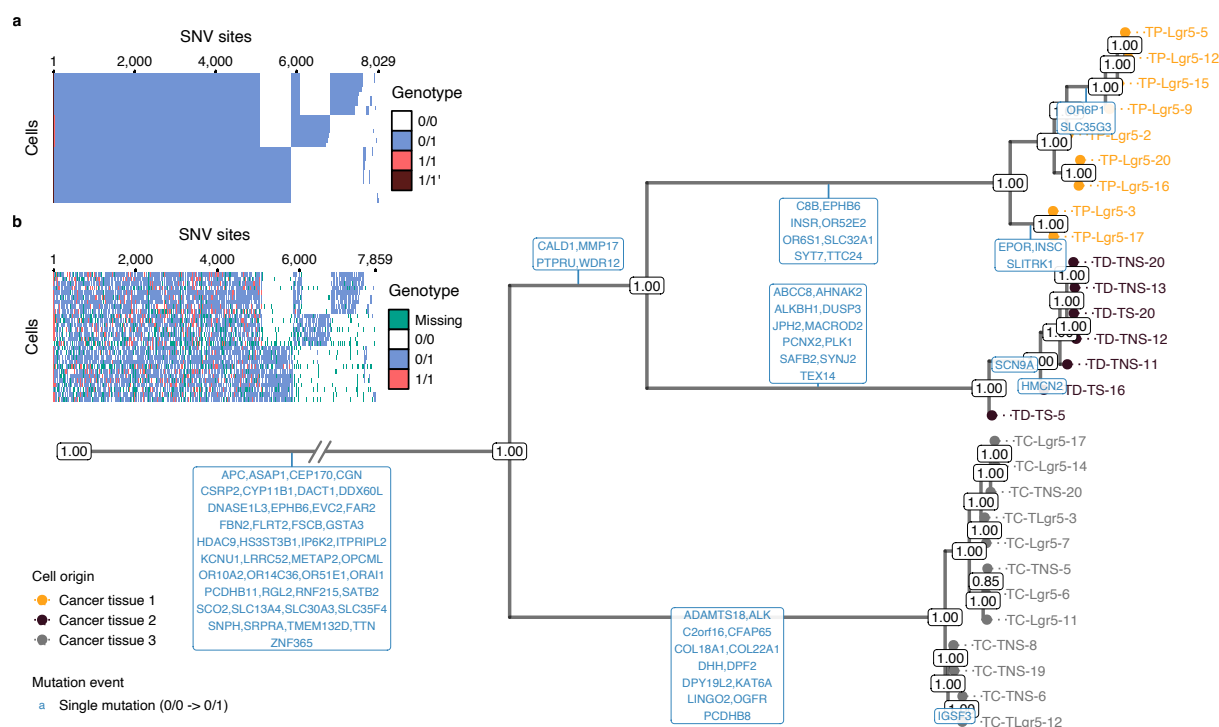 a
SNV sites
1 2,000 4,000 6,000 8,029
Cells
Genotype
0/0
0/1
1/1
1/1'
b
SNV sites
1 2,000 4,000 6,000 7,859
Cells
Genotype
Missing
0/0
0/1
1/1
1.00
APC,ASAP1,CEP170,CGN
CSRP2,CYP11B1,DACT1,DDX60L
DNASE1L3,EPHB6,EVC2,FAR2
FBN2,FLRT2,FSCB,GSTA3
HDAC9,HS3ST3B1,IP6K2,ITPRIPL2
KCNU1,LRRC52,METAP2,OPCML
OR10A2,OR14C36,OR51E1,ORAI1
PCDHB11,RGL2,RNF215,SATB2
SCO2,SLC13A4,SLC30A3,SLC35F4
SNPH,SRPRA,TMEM132D,TTN
ZNF365
1.00
CALD1,MMP17
PTPRU,WDR12
1.00
C8B,EPHB6
INSR,OR52E2
OR6S1,SLC32A1
SYT7,TTC24
1.00
1.00
OR6P1
SLC35G3
1.00
1.00
1.00
1.00
1.00
EPOR,INSC
SLITRK1
TP-Lgr5-5
TP-Lgr5-12
TP-Lgr5-15
TP-Lgr5-9
TP-Lgr5-2
TP-Lgr5-20
TP-Lgr5-16
TP-Lgr5-3
TP-Lgr5-17
ABCC8,AHNAK2
ALKBH1,DUSP3
JPH2,MACROD2
PCNX2,PLK1
SAFB2,SYNJ2
TEX14
1.00
SCN9A
HMCN2
1.00
1.00
1.00
TD-TNS-20
TD-TNS-13
TD-TS-20
TD-TNS-12
TD-TNS-11
TD-TS-16
TD-TS-5
ADAMTS18,ALK
C2orf16,CFAP65
COL18A1,COL22A1
DHH,DPF2
DPY19L2,KAT6A
LINGO2,OGFR
PCDHB8
1.00
1.00
1.00
1.00
1.00
1.00
0.85
1.00
1.00
1.00
IGSF3
TC-Lgr5-17
TC-Lgr5-14
TC-TNS-20
TC-TLgr5-3
TC-Lgr5-7
TC-TNS-5
TC-Lgr5-6
TC-Lgr5-11
TC-TNS-8
TC-TNS-19
TC-TNS-6
TC-TLgr5-12
Cell origin
Cancer tissue 1
Cancer tissue 2
Cancer tissue 3
Mutation event
a Single mutation (0/0 -> 0/1)